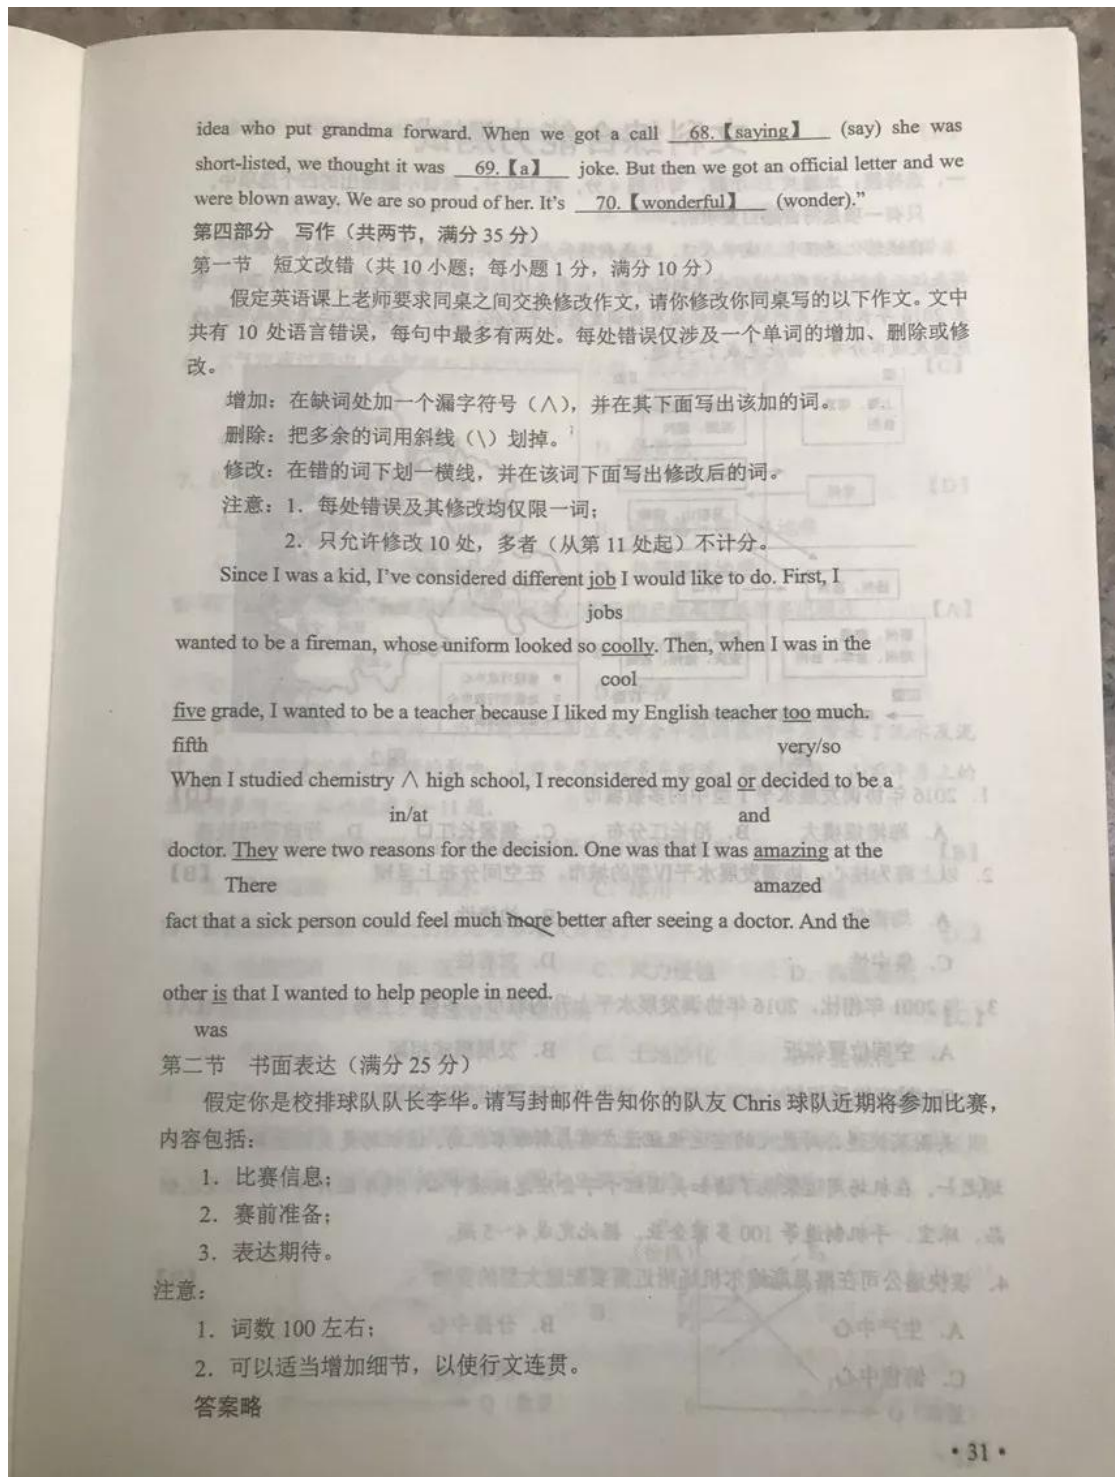 idea who put grandma forward. When we got a call 68.【saying】 (say) she was
short-listed, we thought it was 69.【a】 joke. But then we got an official letter and we
were blown away. We are so proud of her. It's 70.【wonderful】 (wonder)."
第四部分 写作（共两节，满分 35 分）
第一节 短文改错（共 10 小题；每小题 1 分，满分 10 分）
假定英语课上老师要求同桌之间交换修改作文，请你修改你同桌写的以下作文。文中
共有 10 处语言错误，每句中最多有两处。每处错误仅涉及一个单词的增加、删除或修
改。
增加：在缺词处加一个漏字符号（∧），并在其下面写出该加的词。
删除：把多余的词用斜线（\）划掉。
修改：在错的词下划一横线，并在该词下面写出修改后的词。
注意：1. 每处错误及其修改均仅限一词；
2. 只允许修改 10 处，多者（从第 11 处起）不计分。
Since I was a kid, I've considered different job I would like to do. First, I
jobs
wanted to be a fireman, whose uniform looked so coolly. Then, when I was in the
cool
five grade, I wanted to be a teacher because I liked my English teacher too much.
fifth very/so
When I studied chemistry ∧ high school, I reconsidered my goal or decided to be a
in/at and
doctor. They were two reasons for the decision. One was that I was amazing at the
There amazed
fact that a sick person could feel much more better after seeing a doctor. And the
other is that I wanted to help people in need.
was
第二节 书面表达（满分 25 分）
假定你是校排球队队长李华。请写封邮件告知你的队友 Chris 球队近期将参加比赛，
内容包括：
1. 比赛信息；
2. 赛前准备；
3. 表达期待。
注意：
1. 词数 100 左右；
2. 可以适当增加细节，以使行文连贯。
答案略
• 31 •